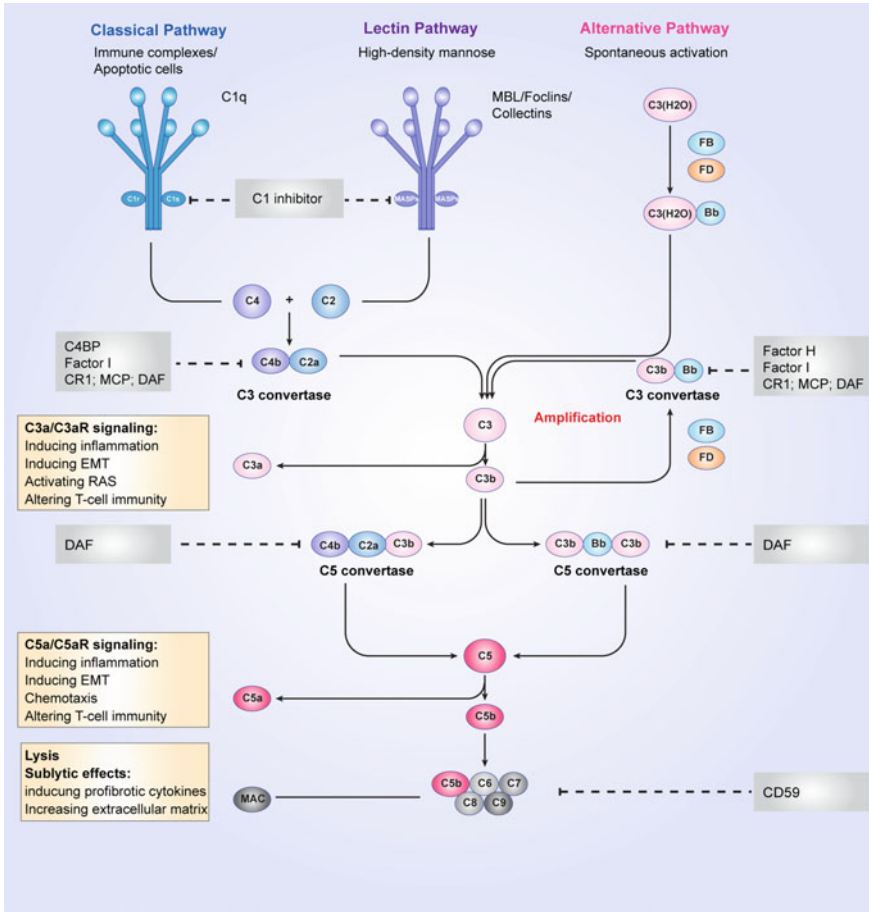 Classical Pathway
Immune complexes/
Apoptotic cells
Lectin Pathway
High-density mannose
Alternative Pathway
Spontaneous activation
C1q
MBL/Foclins/
Collectins
C3(H2O)
FB
FD
C1r
C1s
C1 inhibitor
MASPs
MASPs
C3(H2O)
Bb
C4
+
C2
C4BP
Factor I
CR1; MCP; DAF
C4b
C2a
C3 convertase
C3b
Bb
C3 convertase
Factor H
Factor I
CR1; MCP; DAF
C3
Amplification
FB
FD
C3a/C3aR signaling:
Inducing inflammation
Inducing EMT
Activating RAS
Altering T-cell immunity
C3a
C3b
DAF
C4b
C2a
C3b
C5 convertase
C3b
Bb
C3b
C5 convertase
DAF
C5a/C5aR signaling:
Inducing inflammation
Inducing EMT
Chemotaxis
Altering T-cell immunity
C5
C5a
C5b
Lysis
Sublytic effects:
inducung profibrotic cytokines
Increasing extracellular matrix
MAC
C5b
C6
C7
C8
C9
CD59